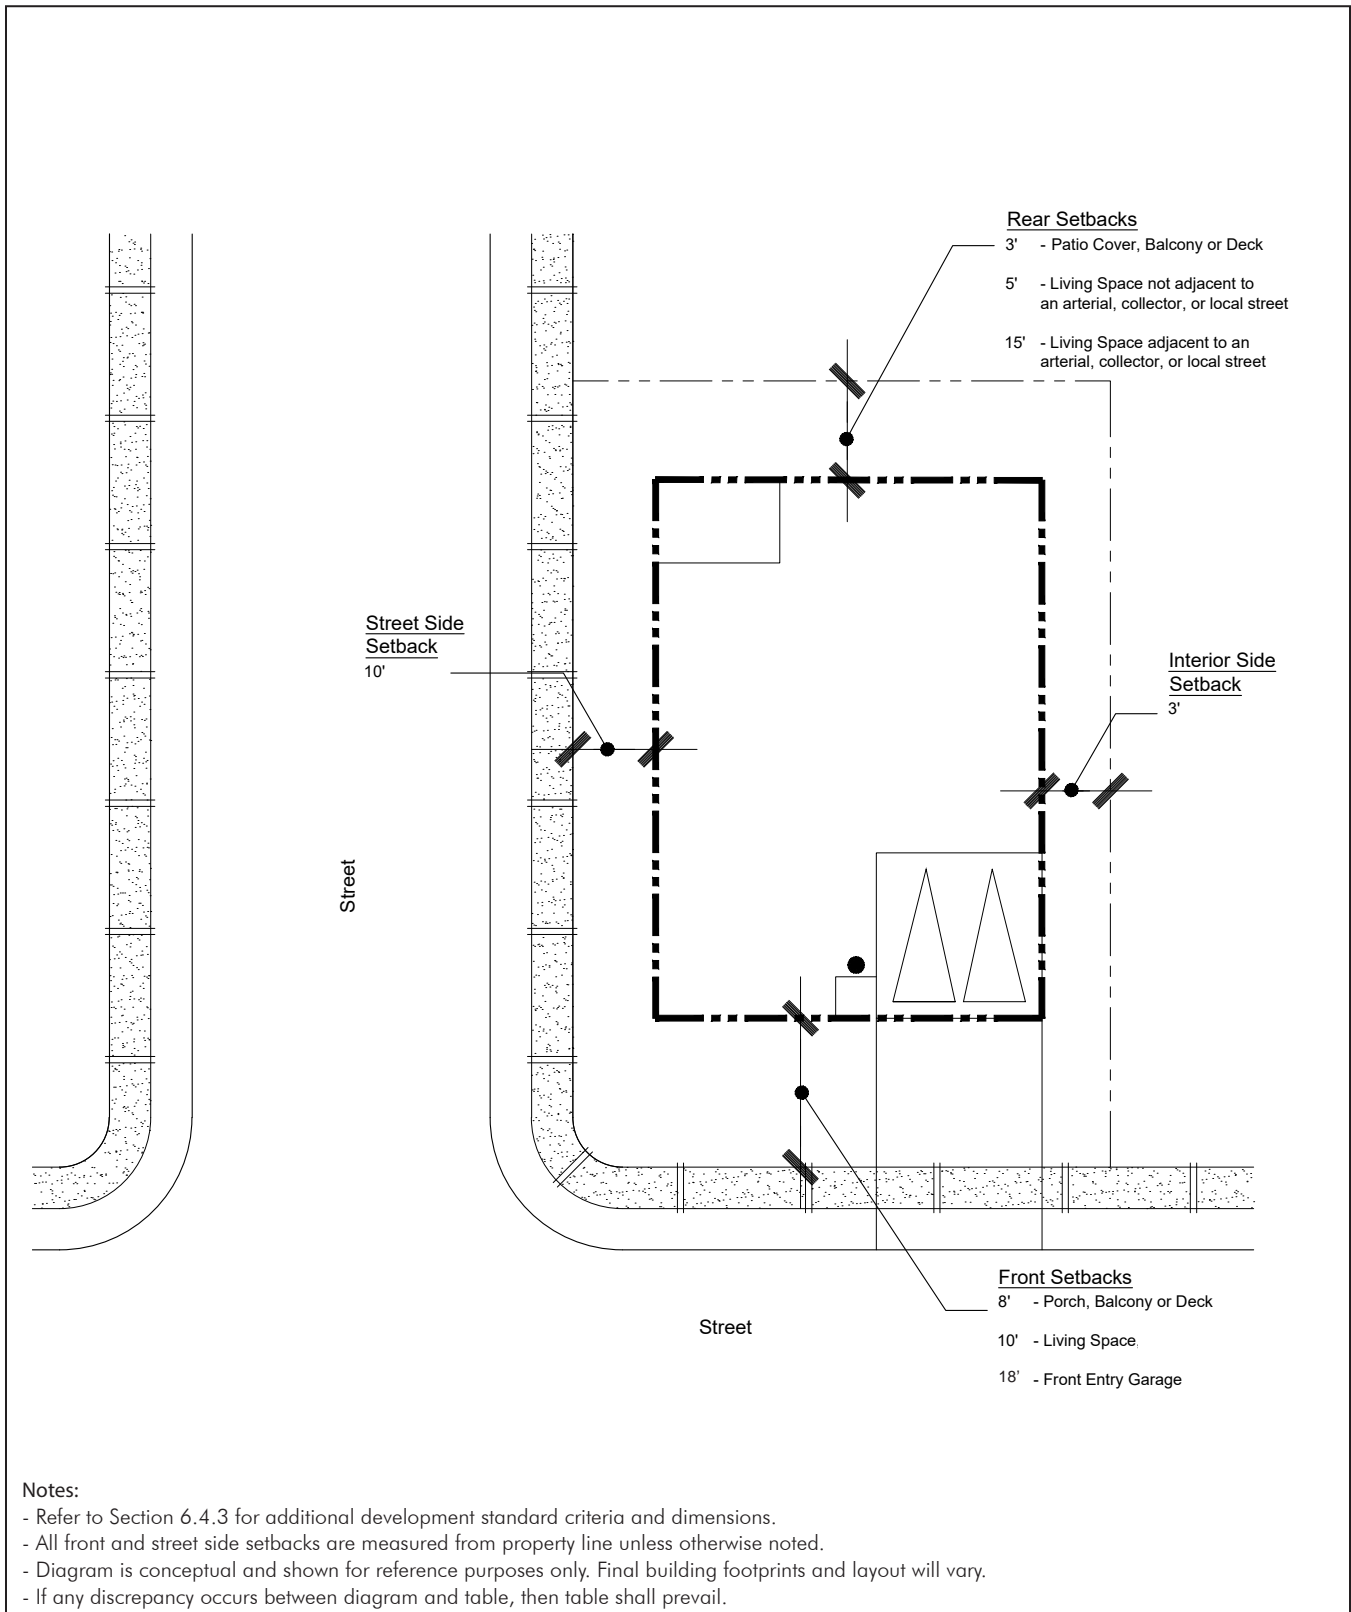 Rear Setbacks
3' - Patio Cover, Balcony or Deck
5' - Living Space not adjacent to
an arterial, collector, or local street
15' - Living Space adjacent to an
arterial, collector, or local street
Street Side
Setback
10'
Interior Side
Setback
3'
Street
Front Setbacks
8' - Porch, Balcony or Deck
Street
10' - Living Space
18' - Front Entry Garage
Notes:
- Refer to Section 6.4.3 for additional development standard criteria and dimensions.
- All front and street side setbacks are measured from property line unless otherwise noted.
- Diagram is conceptual and shown for reference purposes only. Final building footprints and layout will vary.
- If any discrepancy occurs between diagram and table, then table shall prevail.